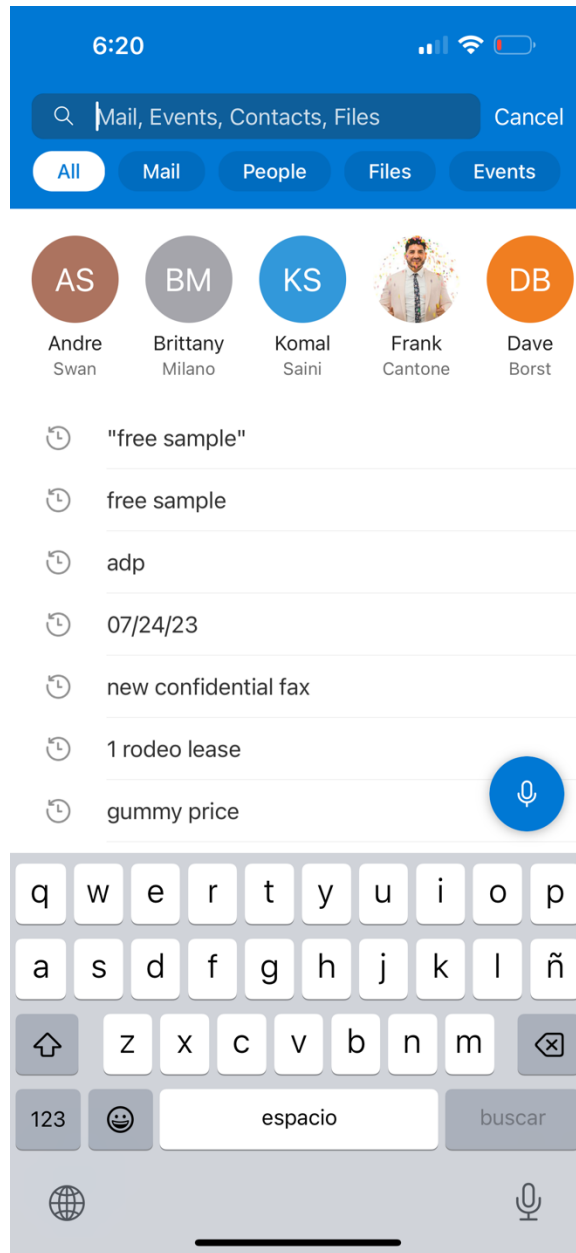 6:20
Mail, Events, Contacts, Files
Cancel
All Mail People Files Events
AS BM KS DB
Andre Brittany Komal Frank Dave
Swan Milano Saini Cantone Borst
"free sample"
free sample
adp
07/24/23
new confidential fax
1 rodeo lease
gummy price
q w e r t y u i o p
a s d f g h j k l ñ
z x c v b n m
123 espacio buscar